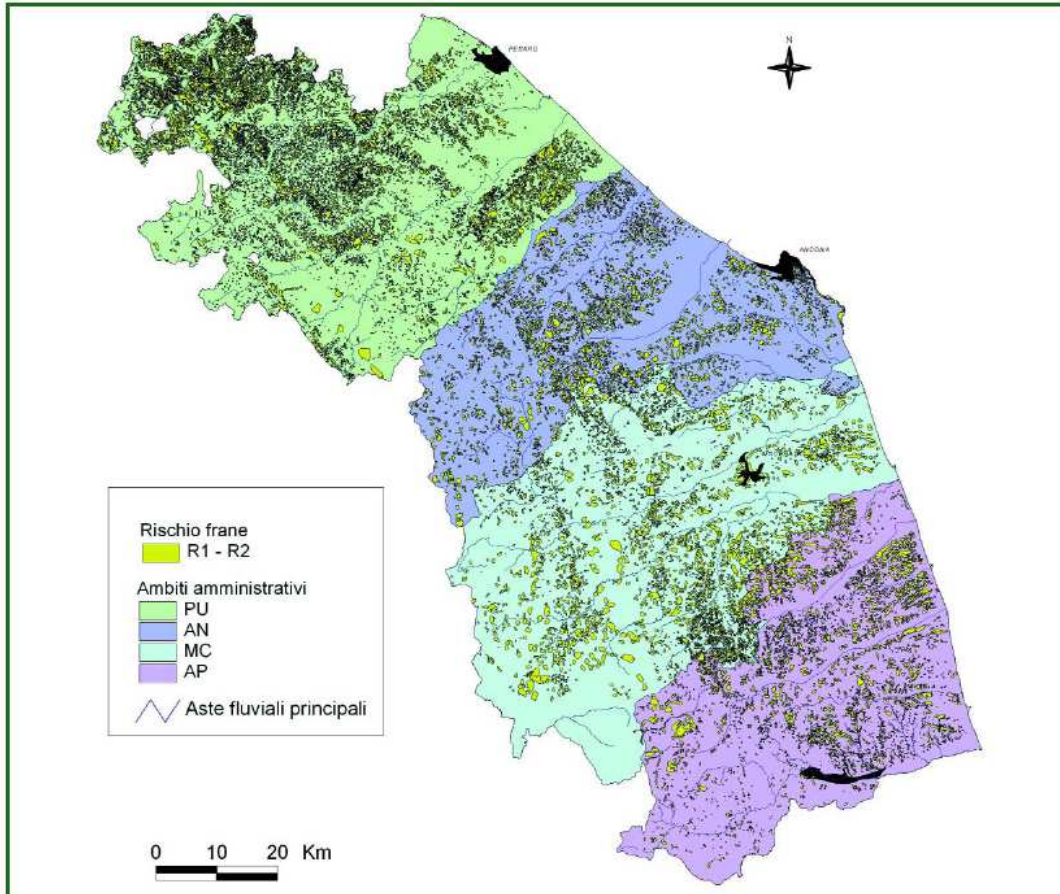 N
PESARO
ANCONA
Rischio frane
R1 - R2
Ambiti amministrativi
PU
AN
MC
AP
Aste fluviali principali
0 10 20 Km